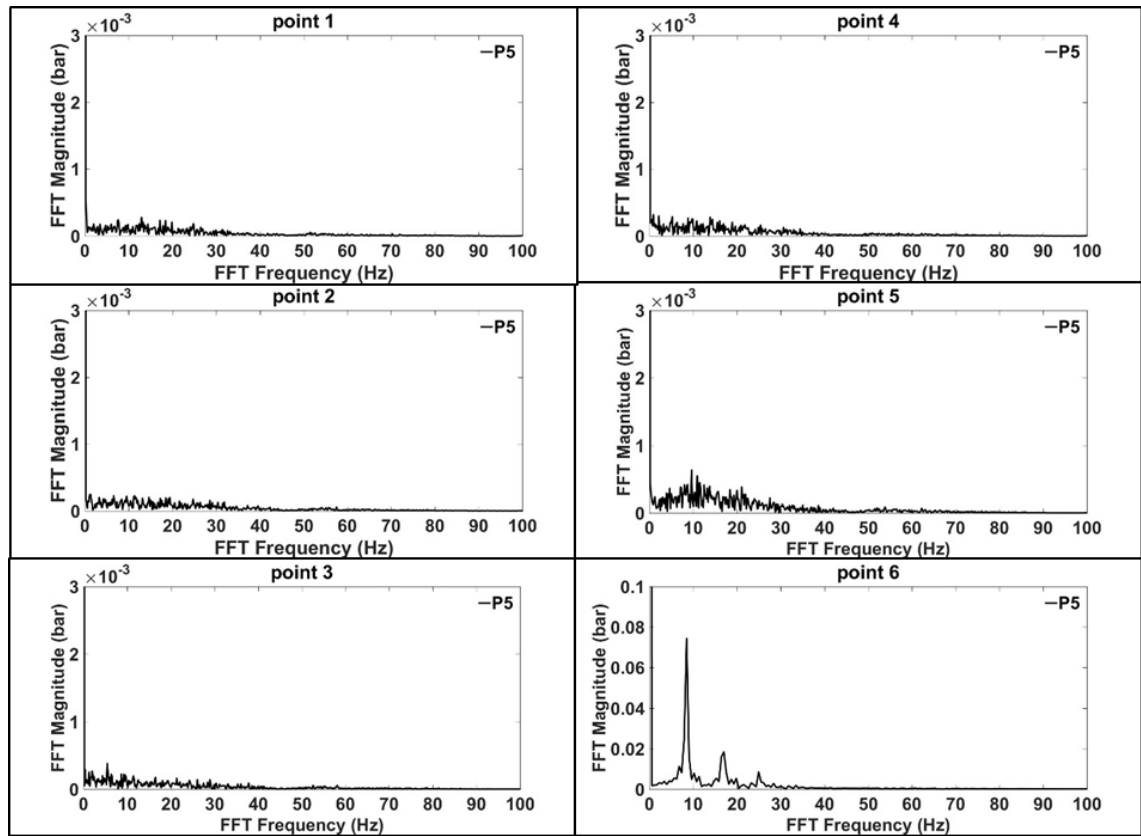 point 1
×10⁻³
—P5
FFT Magnitude (bar)
3
2
1
0
0 10 20 30 40 50 60 70 80 90 100
FFT Frequency (Hz)
point 4
×10⁻³
—P5
FFT Magnitude (bar)
3
2
1
0
0 10 20 30 40 50 60 70 80 90 100
FFT Frequency (Hz)
point 2
×10⁻³
—P5
FFT Magnitude (bar)
3
2
1
0
0 10 20 30 40 50 60 70 80 90 100
FFT Frequency (Hz)
point 5
×10⁻³
—P5
FFT Magnitude (bar)
3
2
1
0
0 10 20 30 40 50 60 70 80 90 100
FFT Frequency (Hz)
point 3
×10⁻³
—P5
FFT Magnitude (bar)
3
2
1
0
0 10 20 30 40 50 60 70 80 90 100
FFT Frequency (Hz)
point 6
—P5
FFT Magnitude (bar)
0.1
0.08
0.06
0.04
0.02
0
0 10 20 30 40 50 60 70 80 90 100
FFT Frequency (Hz)